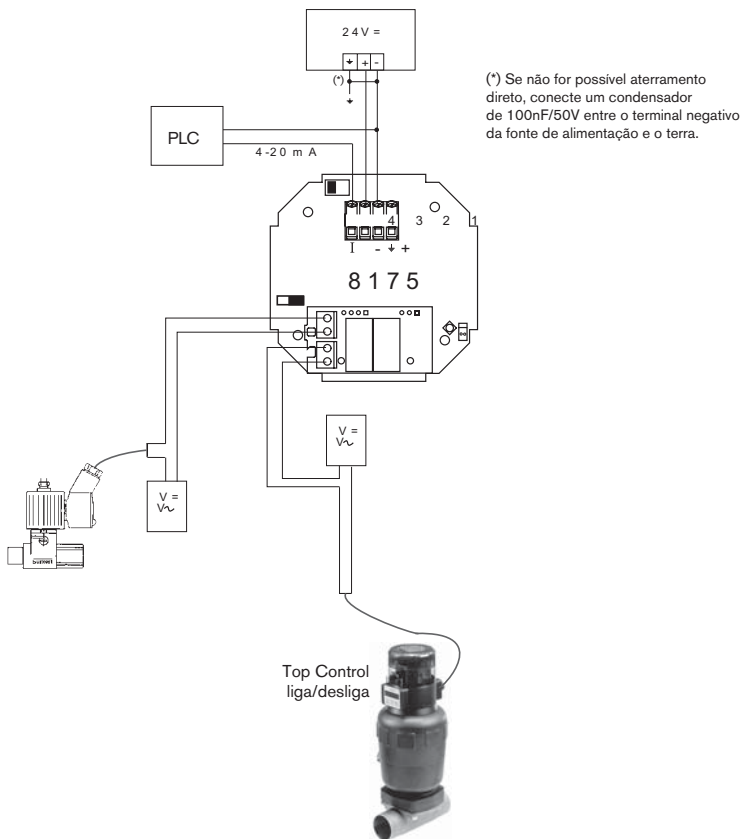 24V =
+ -
(*)
(*) Se não for possível aterramento
direto, conecte um condensador
de 100nF/50V entre o terminal negativo
da fonte de alimentação e o terra.
PLC
4-20 mA
4 3 2 1
I - +
8175
V =
V~
V =
V~
burkert
Top Control
liga/desliga